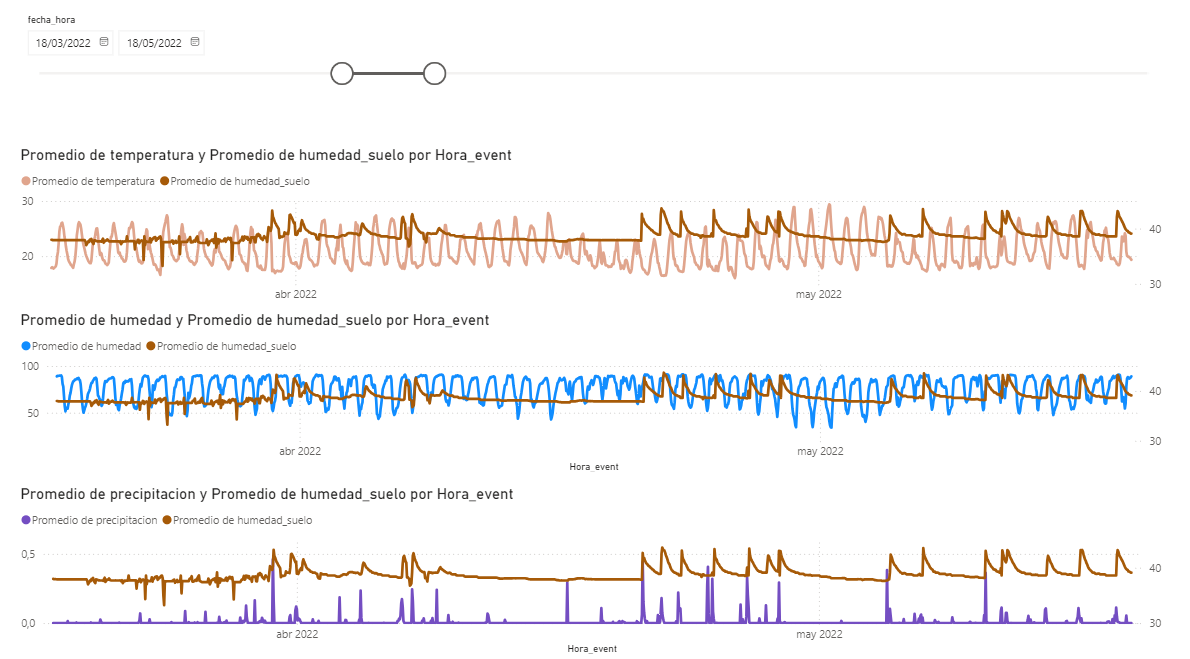 fecha_hora
18/03/2022 18/05/2022
Promedio de temperatura y Promedio de humedad_suelo por Hora_event
Promedio de temperatura Promedio de humedad_suelo
30
40
20
30
abr 2022 may 2022
Promedio de humedad y Promedio de humedad_suelo por Hora_event
Promedio de humedad Promedio de humedad_suelo
100
40
50
30
abr 2022 may 2022
Hora_event
Promedio de precipitacion y Promedio de humedad_suelo por Hora_event
Promedio de precipitacion Promedio de humedad_suelo
0,5
40
0,0 30
abr 2022 may 2022
Hora_event